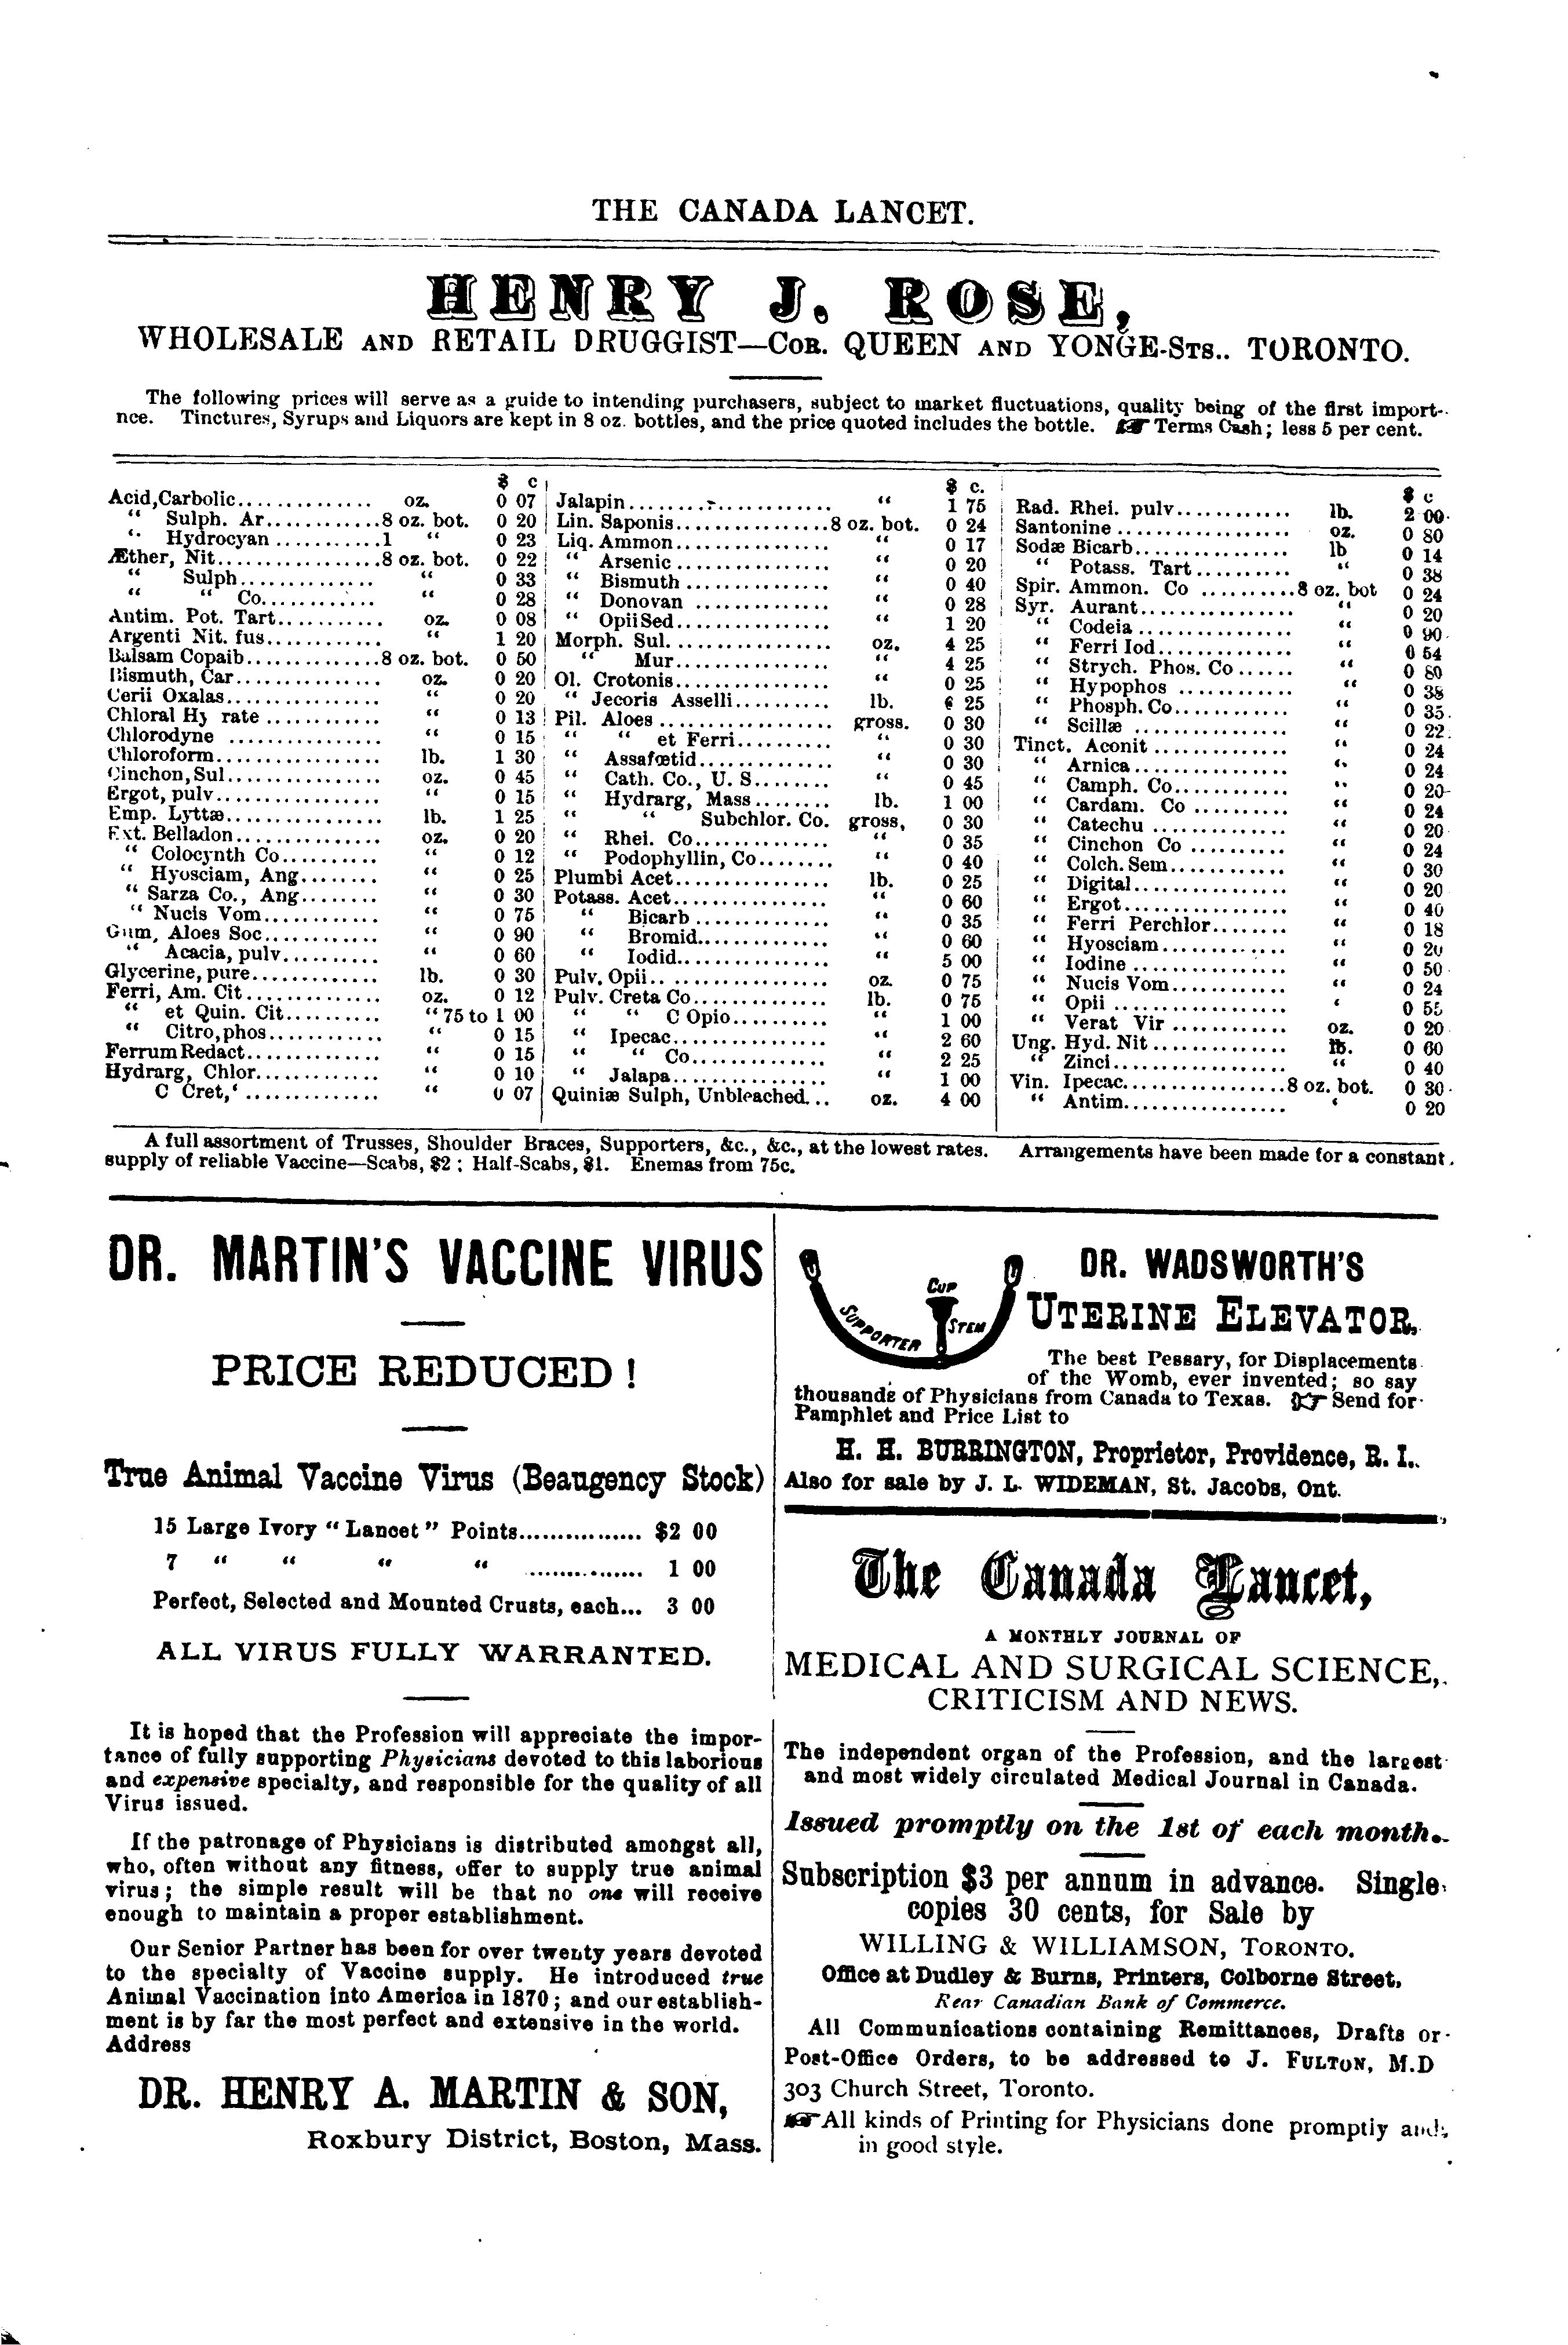 THE CANADA LANCET.
HENRY J. ROSE,
WHOLESALE AND RETAIL DRUGGIST—COR. QUEEN AND YONGE-STS.. TORONTO.
The following prices will serve as a guide to intending purchasers, subject to market fluctuations, quality being of the first import-
nce. Tinctures, Syrups and Liquors are kept in 8 oz. bottles, and the price quoted includes the bottle. ☞ Terms Cash; less 5 per cent.
$ c
Acid, Carbolic.............. oz. 0 07
“ Sulph. Ar............8 oz. bot. 0 20
“ Hydrocyan ...........1 “ 0 23
Æther, Nit.................8 oz. bot. 0 22
“ Sulph.............. “ 0 33
“ “ Co............ “ 0 28
Antim. Pot. Tart........... oz. 0 08
Argenti Nit. fus............ “ 1 20
Balsam Copaib..............8 oz. bot. 0 50
Bismuth, Car............... oz. 0 20
Cerii Oxalas................ “ 0 20
Chloral Hy rate ............ “ 0 13
Chlorodyne ................ “ 0 15
Chloroform................. lb. 1 30
Cinchon, Sul................ oz. 0 45
Ergot, pulv................. “ 0 15
Emp. Lyttæ................ lb. 1 25
Ext. Belladon............... oz. 0 20
“ Colocynth Co.......... “ 0 12
“ Hyosciam, Ang........ “ 0 25
“ Sarza Co., Ang........ “ 0 30
“ Nucis Vom............ “ 0 75
Gum, Aloes Soc............ “ 0 90
“ Acacia, pulv.......... “ 0 60
Glycerine, pure............. lb. 0 30
Ferri, Am. Cit.............. oz. 0 12
“ et Quin. Cit.......... “ 75 to 1 00
“ Citro, phos............ “ 0 15
Ferrum Redact.............. “ 0 15
Hydrarg, Chlor............. “ 0 10
C Cret,‘.............. “ 0 07
$ c.
Jalapin..................... “ 1 75
Lin. Saponis................8 oz. bot. 0 24
Liq. Ammon................ “ 0 17
“ Arsenic ................ “ 0 20
“ Bismuth ............... “ 0 40
“ Donovan .............. “ 0 28
“ Opii Sed................ “ 1 20
Morph. Sul................. oz. 4 25
“ Mur................ “ 4 25
Ol. Crotonis................ “ 0 25
“ Jecoris Asselli.......... lb. 25
Pil. Aloes .................. gross. 0 30
“ “ et Ferri.......... “ 0 30
“ Assafœtid.............. “ 0 30
“ Cath. Co., U. S........ “ 0 45
“ Hydrarg, Mass........ lb. 1 00
“ “ Subchlor. Co. gross, 0 30
“ Rhei. Co.............. “ 0 35
“ Podophyllin, Co........ “ 0 40
Plumbi Acet................ lb. 0 25
Potass. Acet................ “ 0 60
“ Bicarb .............. “ 0 35
“ Bromid.............. “ 0 60
“ Iodid................ “ 5 00
Pulv. Opii.................. oz. 0 75
Pulv. Creta Co.............. lb. 0 75
“ “ C Opio.......... “ 1 00
“ Ipecac................ “ 2 60
“ “ Co.............. “ 2 25
“ Jalapa................ “ 1 00
Quiniæ Sulph, Unbleached... oz. 4 00
$ c
Rad. Rhei. pulv............ lb. 2 00
Santonine .................. oz. 0 80
Sodæ Bicarb................ lb 0 14
“ Potass. Tart.......... “ 0 38
Spir. Ammon. Co ..........8 oz. bot 0 24
Syr. Aurant................ “ 0 20
“ Codeia ................ “ 0 90
“ Ferri Iod.............. “ 0 54
“ Strych. Phos. Co ...... “ 0 80
“ Hypophos ............ “ 0 38
“ Phosph. Co............ “ 0 35
“ Scillæ ................ “ 0 22
Tinct. Aconit .............. “ 0 24
“ Arnica................ “ 0 24
“ Camph. Co............ “ 0 20
“ Cardam. Co .......... “ 0 24
“ Catechu .............. “ 0 20
“ Cinchon Co .......... “ 0 24
“ Colch. Sem............ “ 0 30
“ Digital................ “ 0 20
“ Ergot................. “ 0 40
“ Ferri Perchlor........ “ 0 18
“ Hyosciam............. “ 0 20
“ Iodine ................ “ 0 50
“ Nucis Vom............ “ 0 24
“ Opii .................. ‘ 0 55
“ Verat Vir ............ oz. 0 20
Ung. Hyd. Nit.............. lb. 0 60
“ Zinci.................. “ 0 40
Vin. Ipecac.................8 oz. bot. 0 30
“ Antim................. ‘ 0 20
A full assortment of Trusses, Shoulder Braces, Supporters, &c., &c., at the lowest rates. Arrangements have been made for a constant
supply of reliable Vaccine—Scabs, $2 ; Half-Scabs, $1. Enemas from 75c.
DR. MARTIN'S VACCINE VIRUS
PRICE REDUCED !
True Animal Vaccine Virus (Beaugency Stock)
15 Large Ivory “Lancet” Points................ $2 00
7 “ “ “ “ ................ 1 00
Perfect, Selected and Mounted Crusts, each... 3 00
ALL VIRUS FULLY WARRANTED.
It is hoped that the Profession will appreciate the impor-
tance of fully supporting Physicians devoted to this laborious
and expensive specialty, and responsible for the quality of all
Virus issued.
If the patronage of Physicians is distributed amongst all,
who, often without any fitness, offer to supply true animal
virus; the simple result will be that no one will receive
enough to maintain a proper establishment.
Our Senior Partner has been for over twenty years devoted
to the specialty of Vaccine supply. He introduced true
Animal Vaccination into America in 1870; and our establish-
ment is by far the most perfect and extensive in the world.
Address
DR. HENRY A. MARTIN & SON,
Roxbury District, Boston, Mass.
SUPPORTER
CUP
STEM
DR. WADSWORTH'S
UTERINE ELEVATOR.
The best Pessary, for Displacements
of the Womb, ever invented; so say
thousands of Physicians from Canada to Texas. ☞ Send for
Pamphlet and Price List to
H. H. BURRINGTON, Proprietor, Providence, R. I..
Also for sale by J. L. WIDEMAN, St. Jacobs, Ont.
The Canada Lancet,
A MONTHLY JOURNAL OF
MEDICAL AND SURGICAL SCIENCE,
CRITICISM AND NEWS.
The independent organ of the Profession, and the largest
and most widely circulated Medical Journal in Canada.
Issued promptly on the 1st of each month.
Subscription $3 per annum in advance. Single
copies 30 cents, for Sale by
WILLING & WILLIAMSON, TORONTO.
Office at Dudley & Burns, Printers, Colborne Street,
Rear Canadian Bank of Commerce.
All Communications containing Remittances, Drafts or
Post-Office Orders, to be addressed to J. FULTON, M.D
303 Church Street, Toronto.
☞ All kinds of Printing for Physicians done promptly and
in good style.